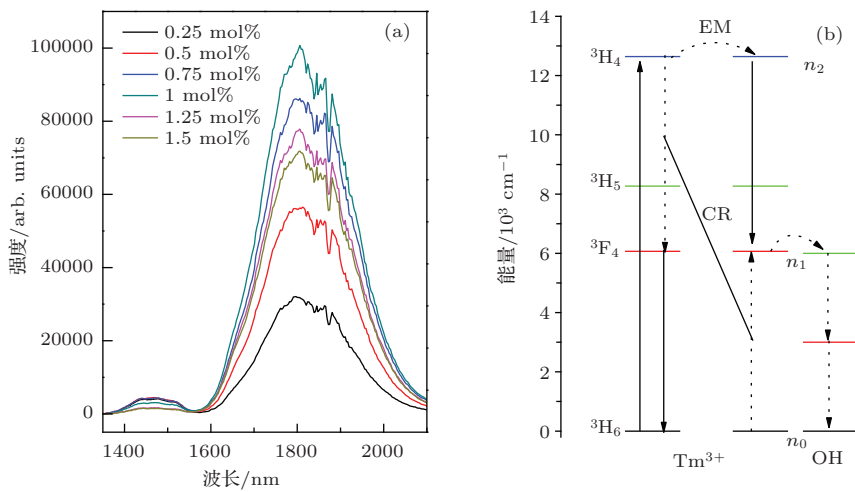 (a)
0.25 mol%
0.5 mol%
0.75 mol%
1 mol%
1.25 mol%
1.5 mol%
100000
80000
60000
40000
20000
0
强度/arb. units
1400
1600
1800
2000
波长/nm
(b)
EM
CR
14
12
10
8
6
4
2
0
能量/10³ cm⁻¹
³H₄
³H₅
³F₄
³H₆
n₂
n₁
n₀
Tm³⁺
OH